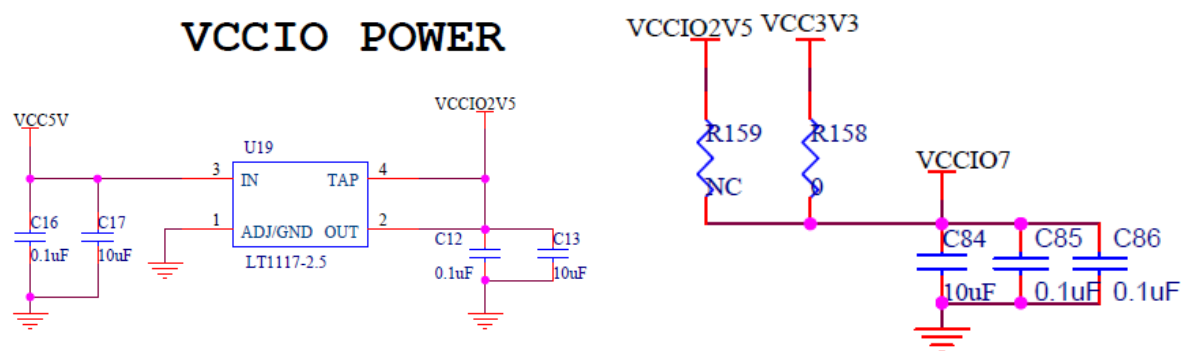 VCCIO POWER
VCC5V
VCCIO2V5
U19
3
IN
TAP
4
1
ADJ/GND
OUT
2
LT1117-2.5
C16
0.1uF
C17
10uF
C12
0.1uF
C13
10uF
VCCIO2V5
VCC3V3
R159
NC
R158
0
VCCIO7
C84
10uF
C85
0.1uF
C86
0.1uF